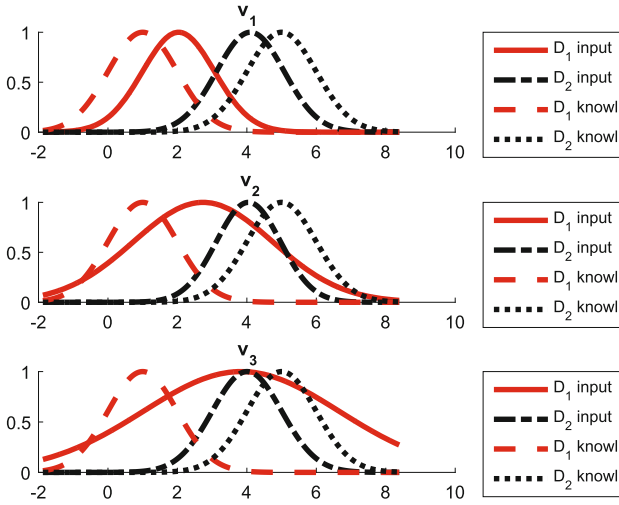 v1
1
0.5
0
-2 0 2 4 6 8 10
D1 input
D2 input
D1 knowl
D2 knowl
v2
1
0.5
0
-2 0 2 4 6 8 10
D1 input
D2 input
D1 knowl
D2 knowl
v3
1
0.5
0
-2 0 2 4 6 8 10
D1 input
D2 input
D1 knowl
D2 knowl